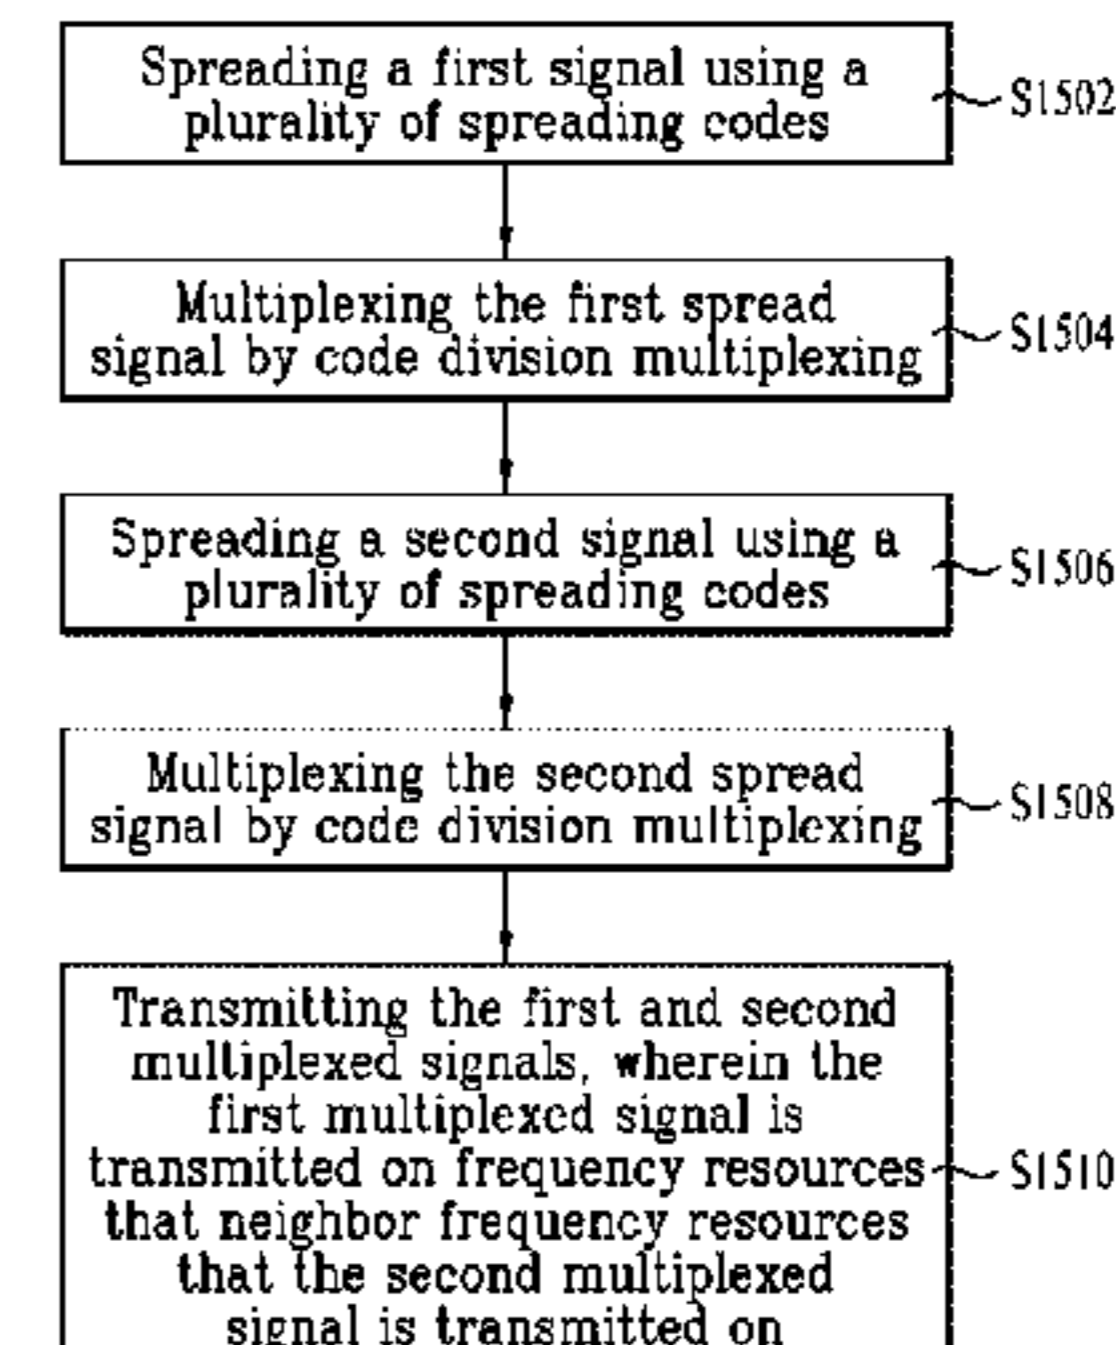 Spreading a first signal using a
plurality of spreading codes
S1502
Multiplexing the first spread
signal by code division multiplexing
S1504
Spreading a second signal using a
plurality of spreading codes
S1506
Multiplexing the second spread
signal by code division multiplexing
S1508
Transmitting the first and second
multiplexed signals, wherein the
first multiplexed signal is
transmitted on frequency resources
that neighbor frequency resources
that the second multiplexed
signal is transmitted on
S1510